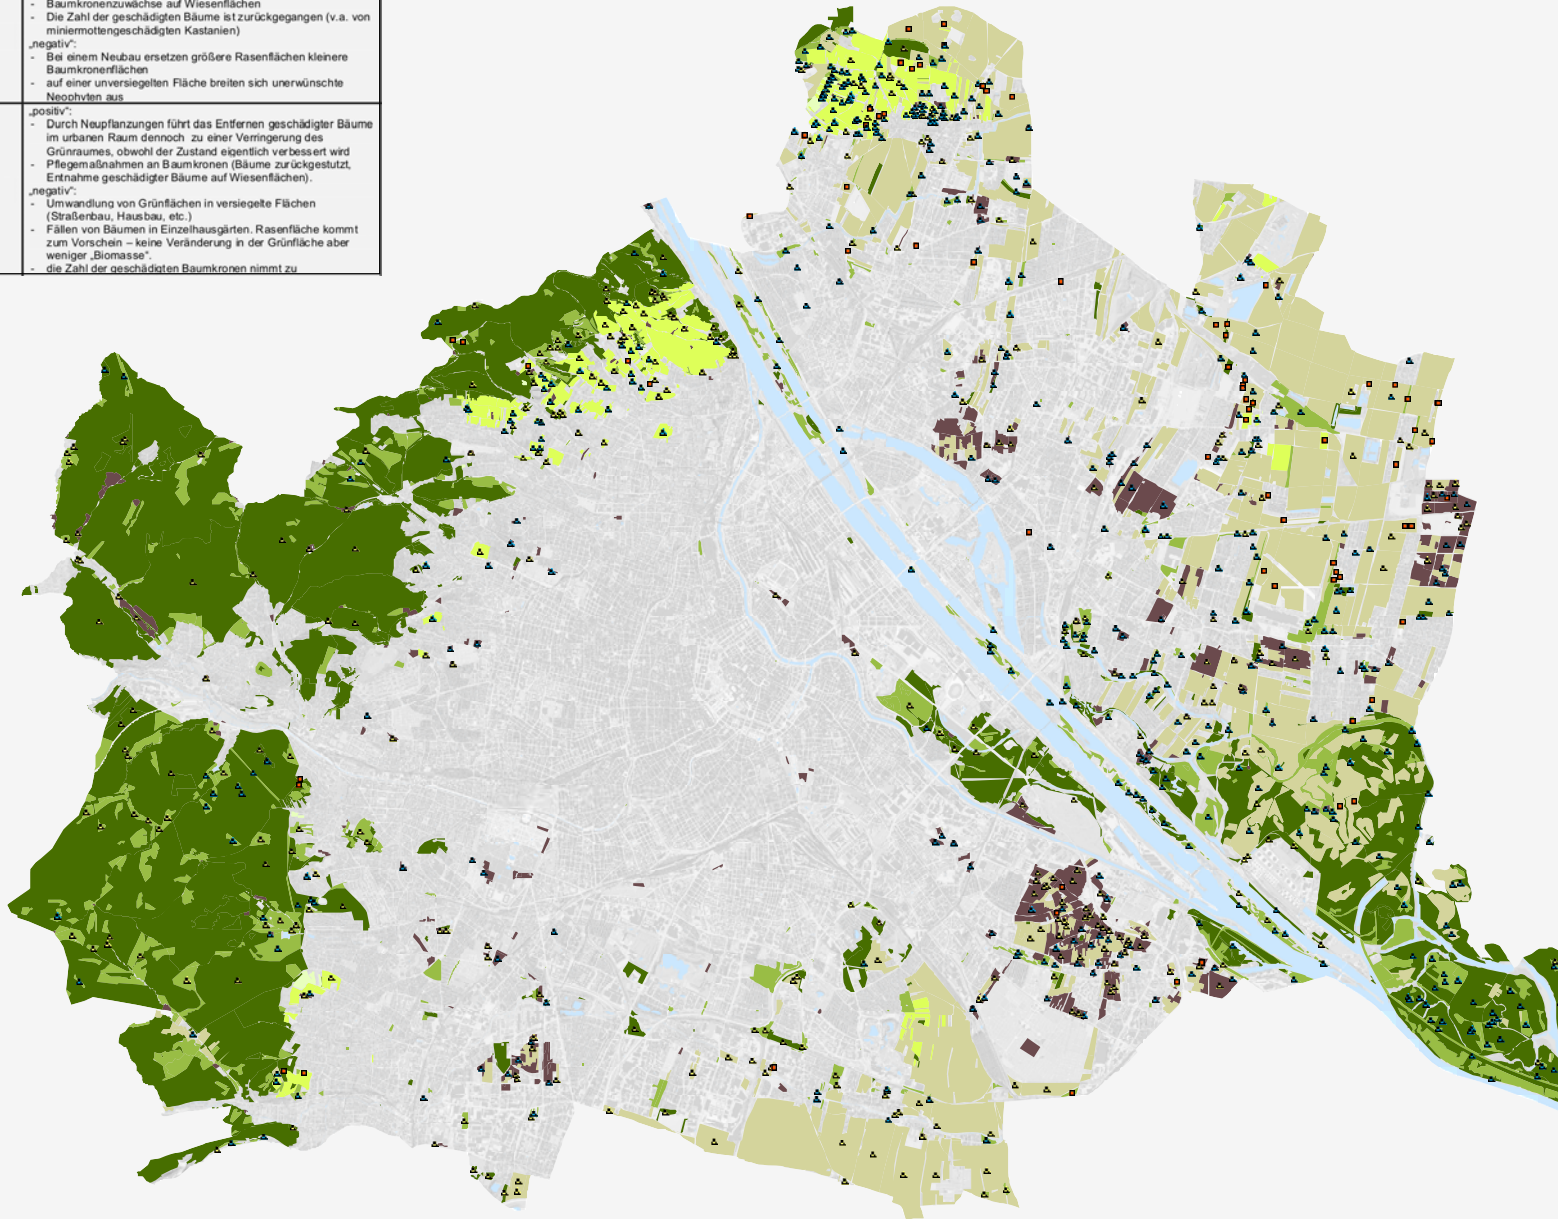 - Baumkronenzuwächse auf Wiesenflächen
- Die Zahl der geschädigten Bäume ist zurückgegangen (v.a. von
miniermottengeschädigten Kastanien)
„negativ“:
- Bei einem Neubau ersetzen größere Rasenflächen kleinere
Baumkronenflächen
- auf einer unversiegelten Fläche breiten sich unerwünschte
Neophyten aus
„positiv“:
- Durch Neupflanzungen führt das Entfernen geschädigter Bäume
im urbanen Raum dennoch zu einer Verringerung des
Grünraumes, obwohl der Zustand eigentlich verbessert wird
- Pflegemaßnahmen an Baumkronen (Bäume zurückgestutzt,
Entnahme geschädigter Bäume auf Wiesenflächen).
„negativ“:
- Umwandlung von Grünflächen in versiegelte Flächen
(Straßenbau, Hausbau, etc.)
- Fällen von Bäumen in Einzelhausgärten. Rasenfläche kommt
zum Vorschein – keine Veränderung in der Grünfläche aber
weniger „Biomasse“.
- die Zahl der geschädigten Baumkronen nimmt zu